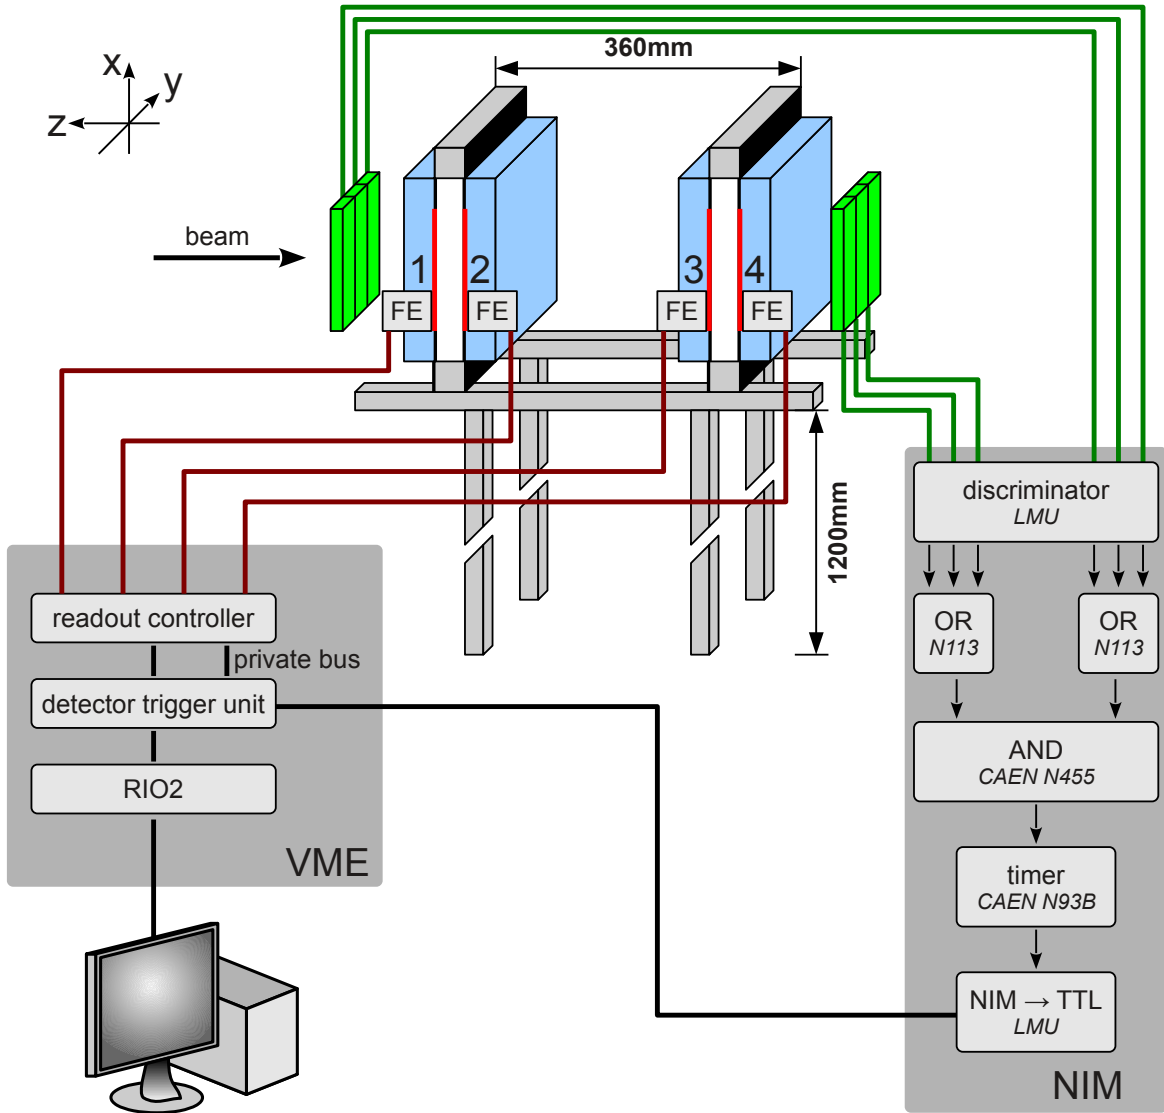 360mm
x
y
z
beam
1
2
3
4
FE
FE
FE
FE
1200mm
discriminator
LMU
OR
N113
OR
N113
AND
CAEN N455
timer
CAEN N93B
NIM → TTL
LMU
NIM
readout controller
private bus
detector trigger unit
RIO2
VME